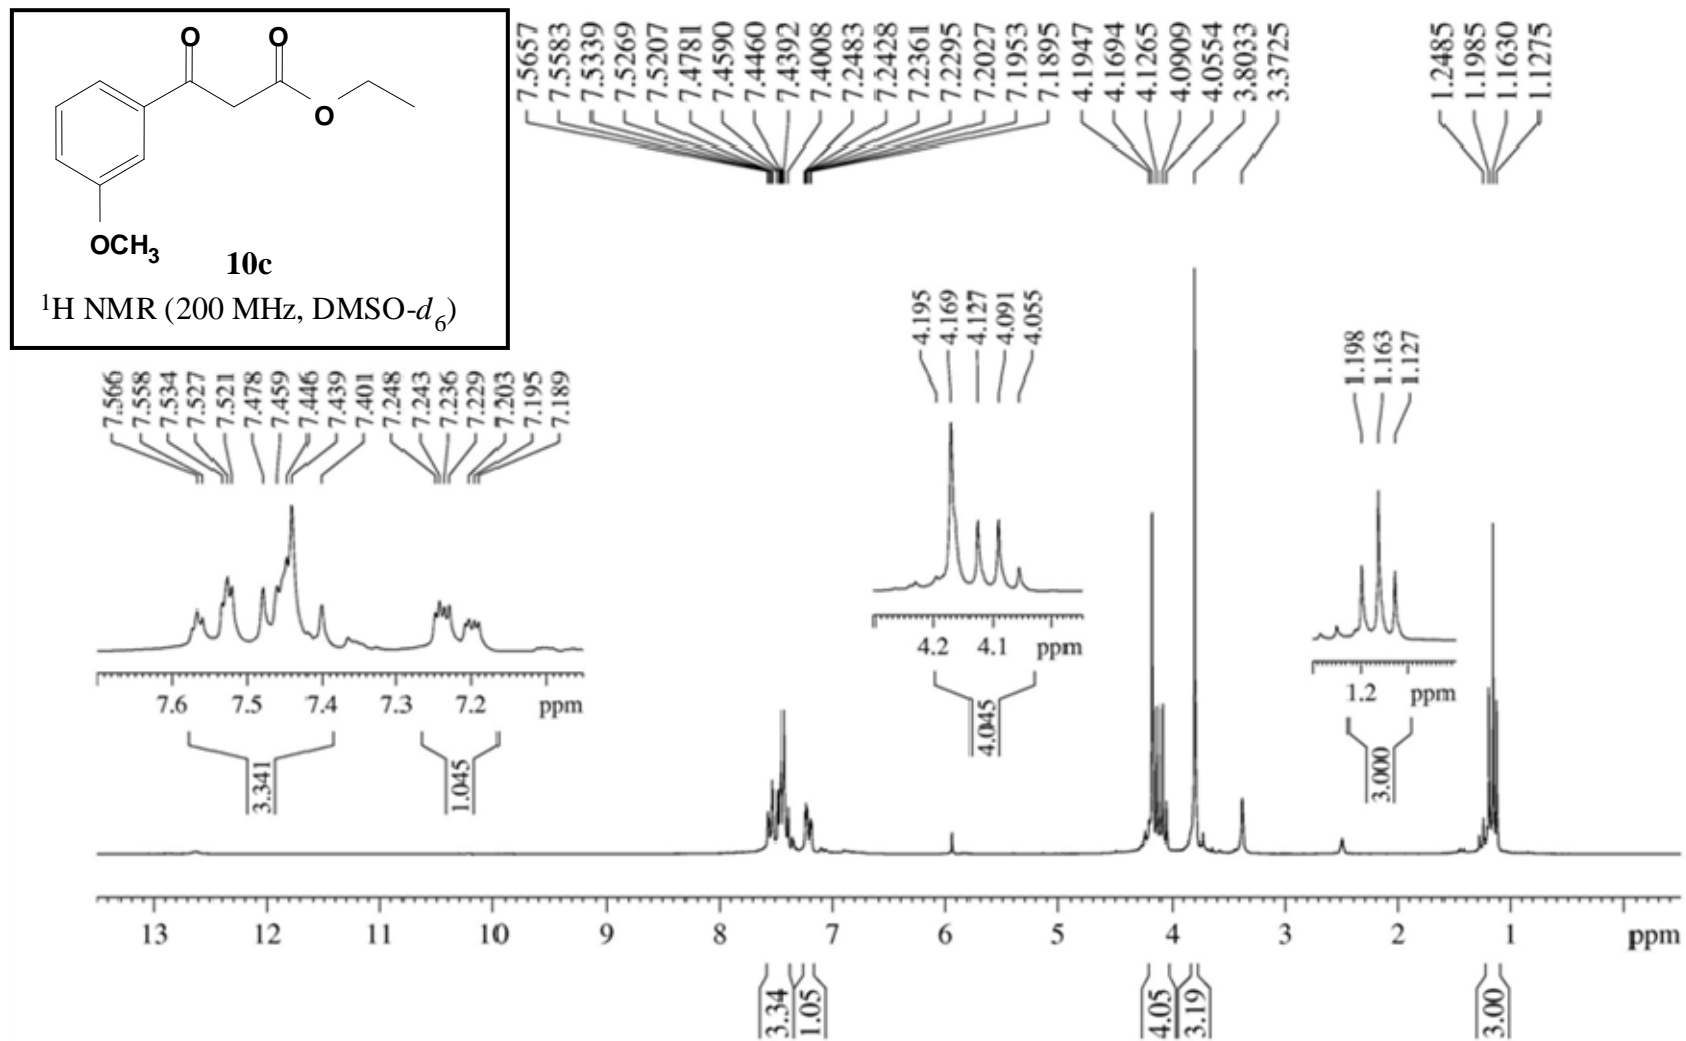 O O
O
OCH3
10c
1H NMR (200 MHz, DMSO-d6)
7.5657 7.5583 7.5339 7.5269 7.5207 7.4781 7.4590 7.4460 7.4392 7.4008 7.2483 7.2428 7.2361 7.2295 7.2027 7.1953 7.1895 4.1947 4.1694 4.1265 4.0909 4.0554 3.8033 3.3725 1.2485 1.1985 1.1630 1.1275
4.195 4.169 4.127 4.091 4.055
1.198 1.163 1.127
7.566 7.558 7.534 7.527 7.521 7.478 7.459 7.446 7.439 7.401 7.248 7.243 7.236 7.229 7.203 7.195 7.189
4.2 4.1 ppm
1.2 ppm
7.6 7.5 7.4 7.3 7.2 ppm
4.045
3.000
3.341 1.045
13 12 11 10 9 8 7 6 5 4 3 2 1 ppm
3.34 1.05 4.05 3.19 3.00